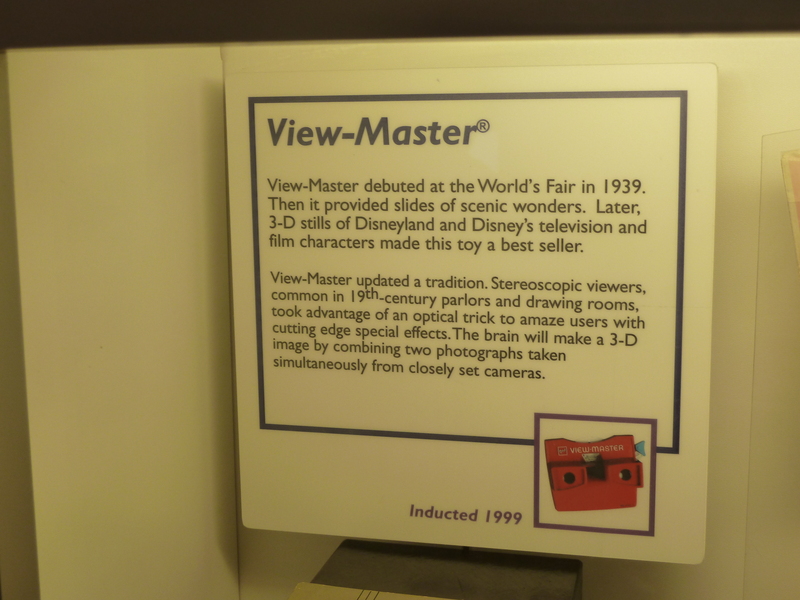 View-Master®
View-Master debuted at the World's Fair in 1939.
Then it provided slides of scenic wonders. Later,
3-D stills of Disneyland and Disney's television and
film characters made this toy a best seller.
View-Master updated a tradition. Stereoscopic viewers,
common in 19th-century parlors and drawing rooms,
took advantage of an optical trick to amaze users with
cutting edge special effects. The brain will make a 3-D
image by combining two photographs taken
simultaneously from closely set cameras.
VIEW-MASTER
Inducted 1999